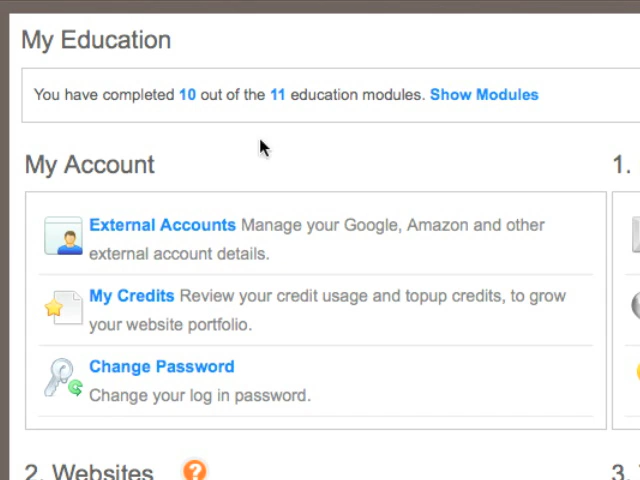 My Education
You have completed 10 out of the 11 education modules. Show Modules
My Account
1.
External Accounts Manage your Google, Amazon and other
external account details.
My Credits Review your credit usage and topup credits, to grow
your website portfolio.
Change Password
Change your log in password.
2. Websites ?
3.